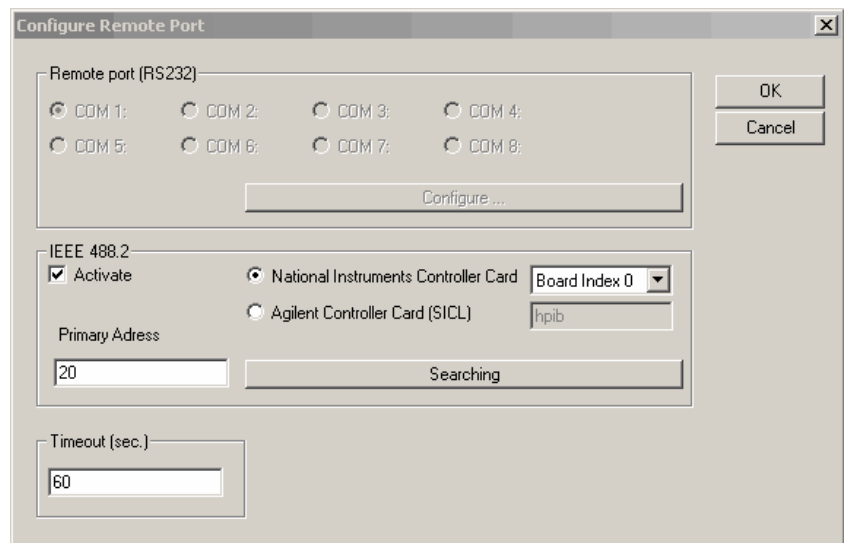 Configure Remote Port
Remote port (RS232)
COM 1: COM 2: COM 3: COM 4:
COM 5: COM 6: COM 7: COM 8:
Configure ...
OK
Cancel
IEEE 488.2
Activate
National Instruments Controller Card Board Index 0
Agilent Controller Card (SICL) hpib
Primary Adress
20
Searching
Timeout (sec.)
60